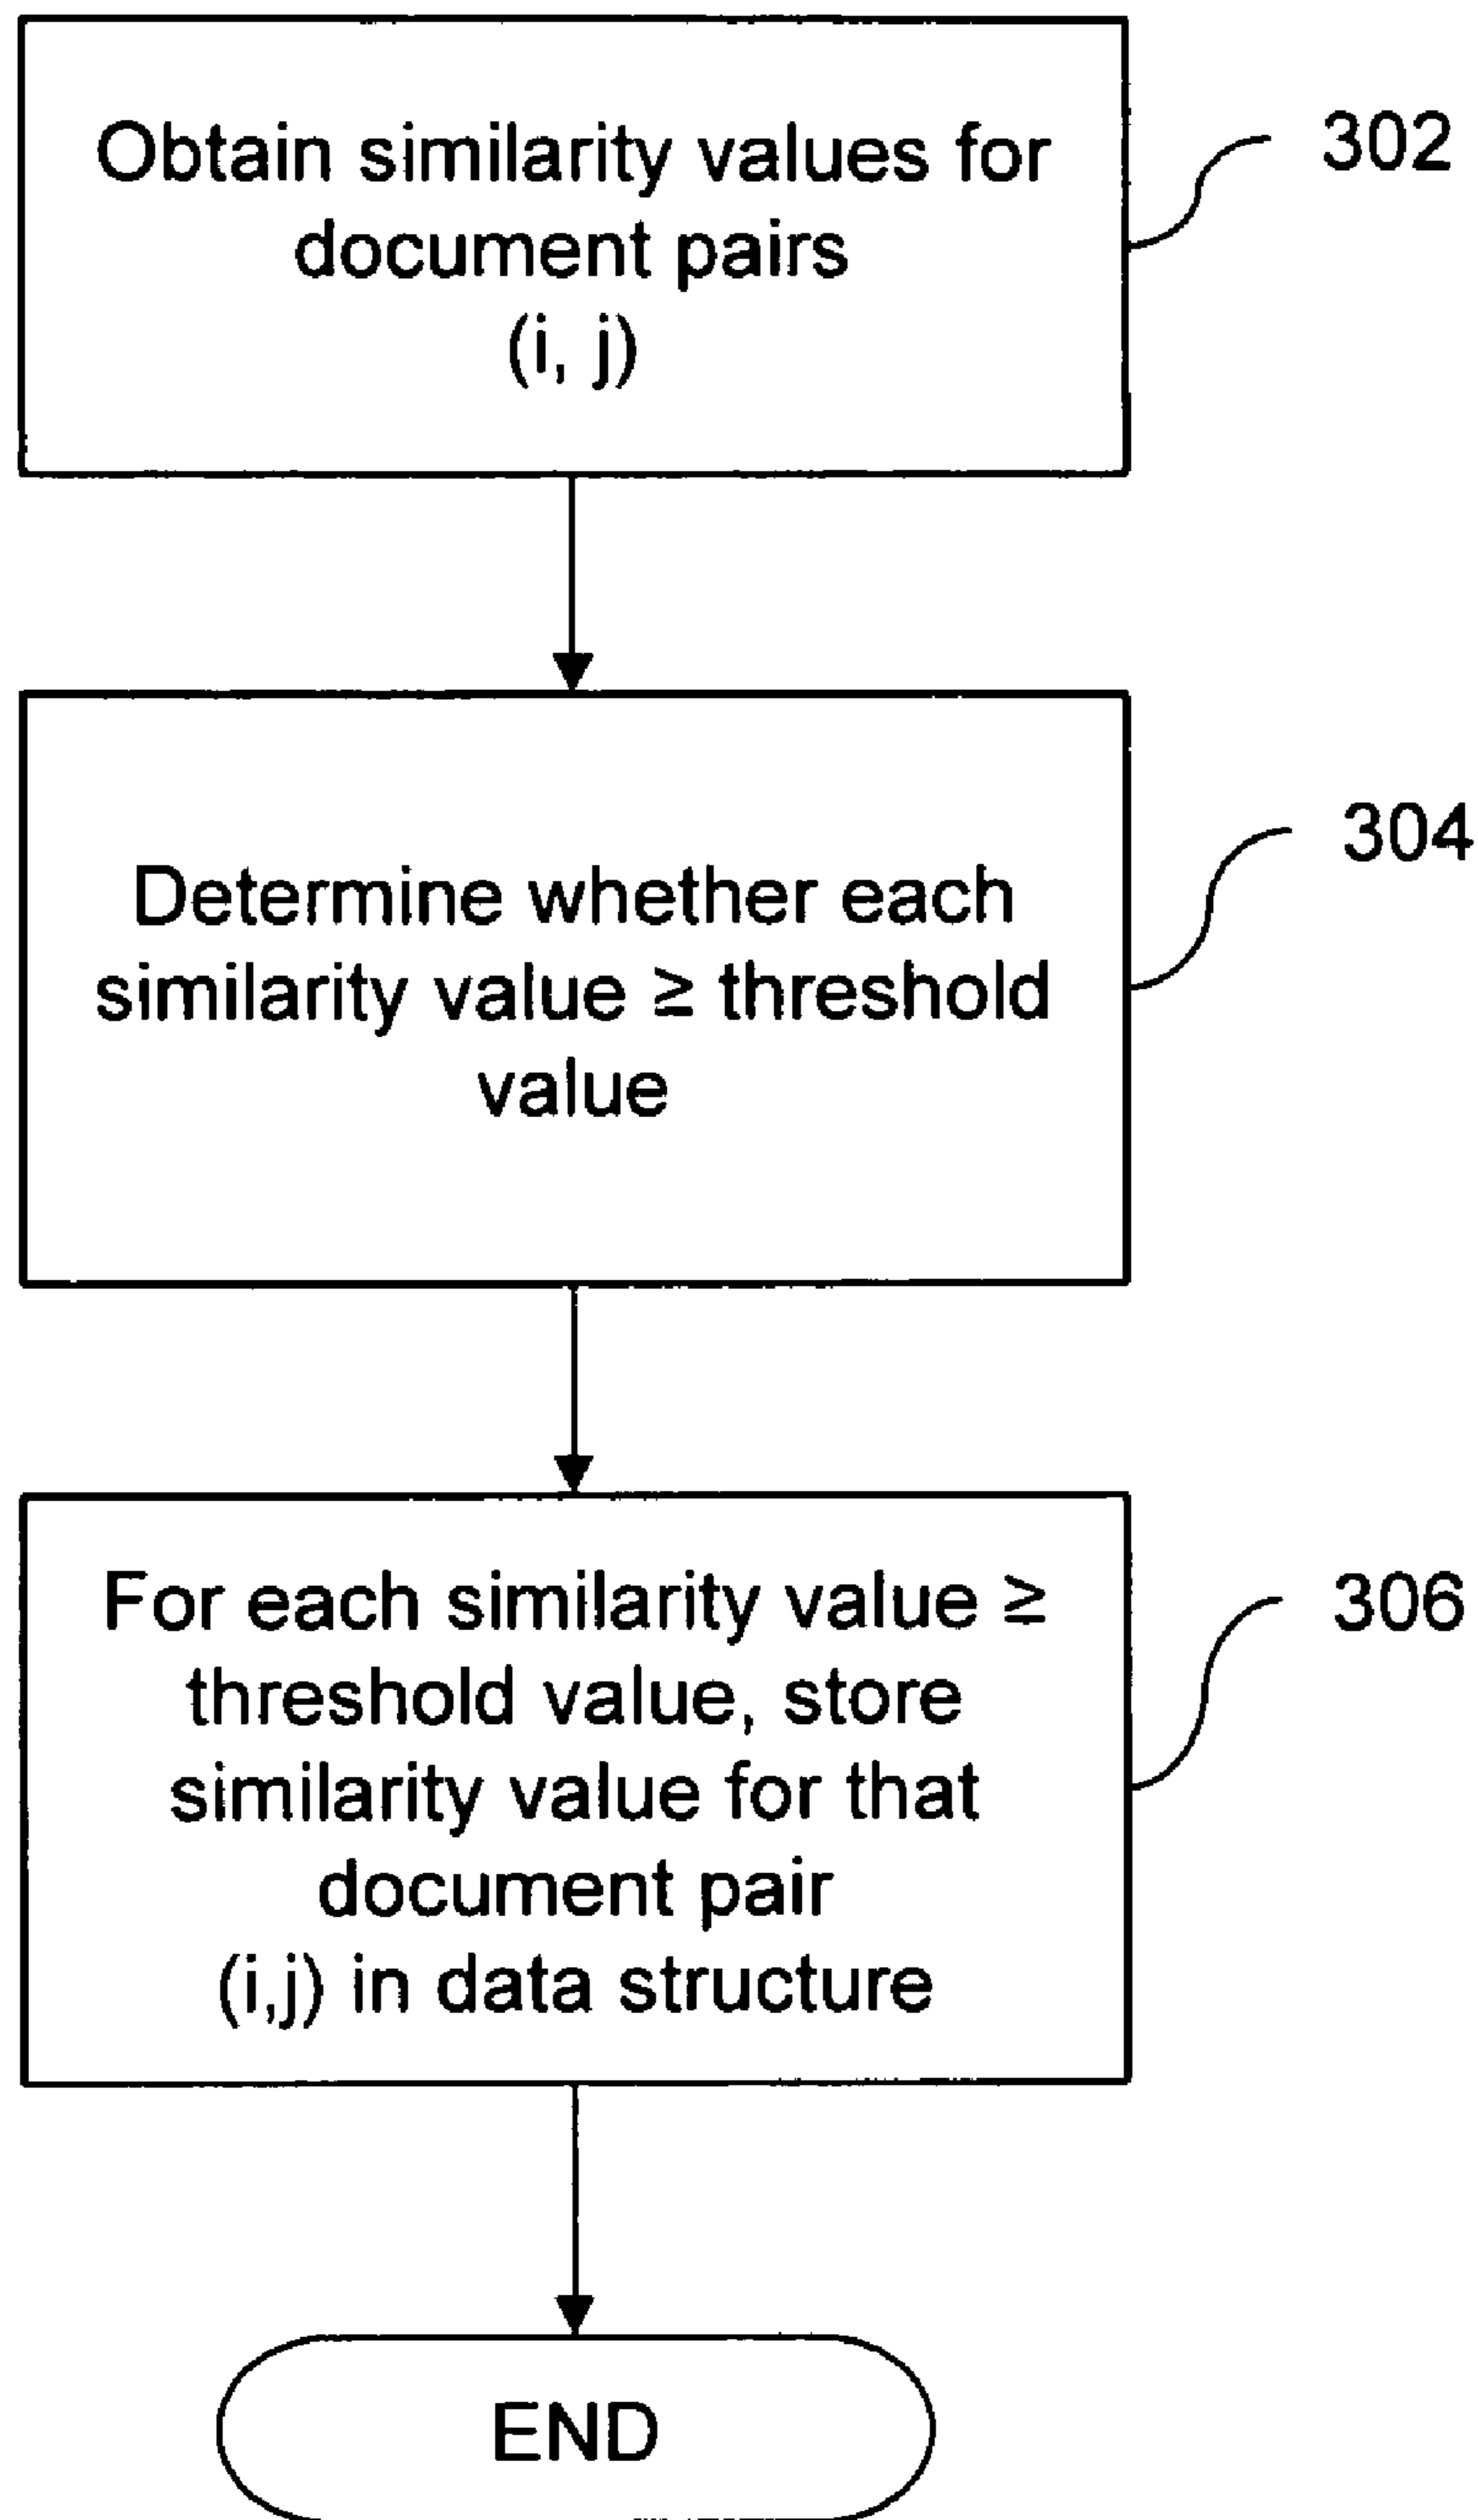 Obtain similarity values for
document pairs
(i, j)
302
Determine whether each
similarity value ≥ threshold
value
304
For each similarity value ≥
threshold value, store
similarity value for that
document pair
(i,j) in data structure
306
END